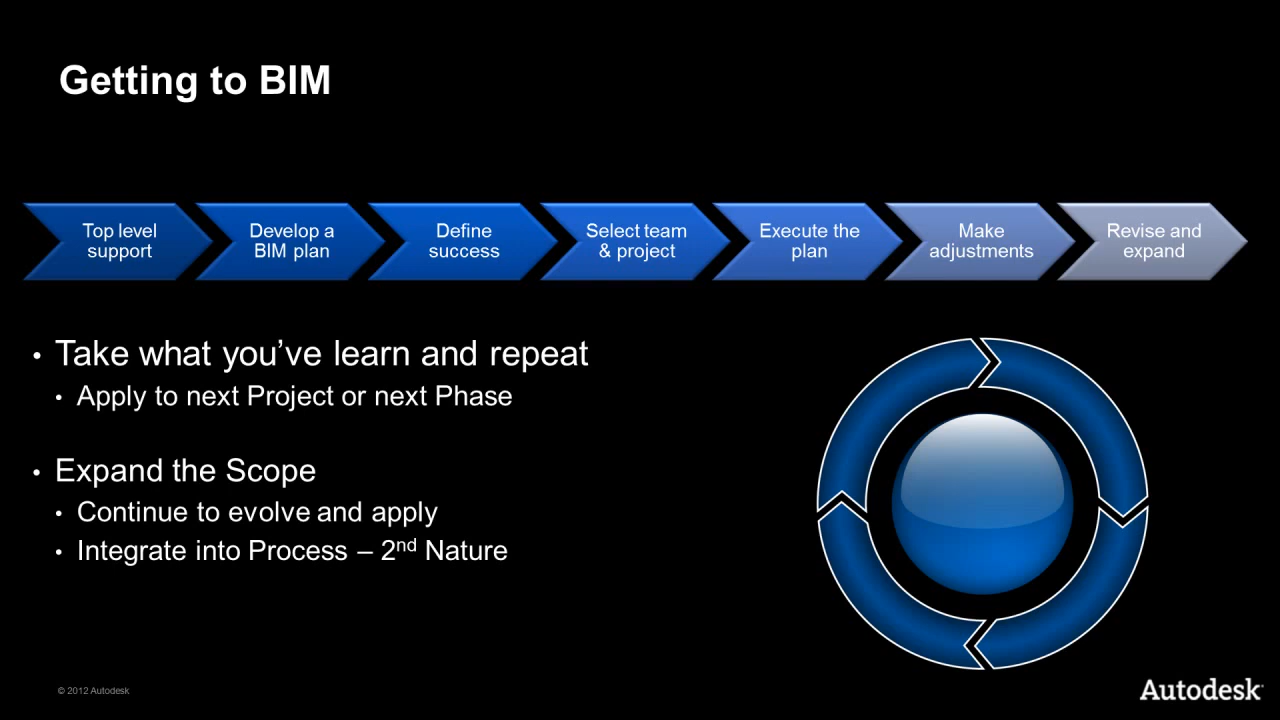 Getting to BIM
Top level
support
Develop a
BIM plan
Define
success
Select team
& project
Execute the
plan
Make
adjustments
Revise and
expand
• Take what you’ve learn and repeat
• Apply to next Project or next Phase
• Expand the Scope
• Continue to evolve and apply
• Integrate into Process – 2nd Nature
© 2012 Autodesk
Autodesk